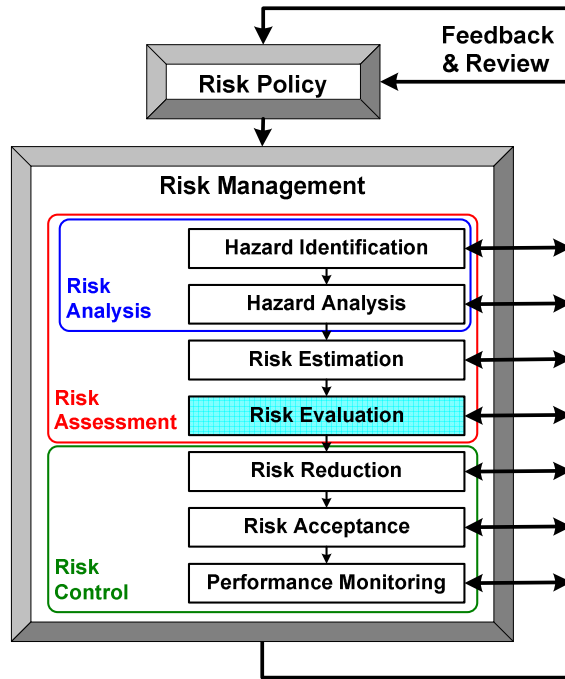 Feedback
& Review
Risk Policy
Risk Management
Hazard Identification
Risk
Analysis
Hazard Analysis
Risk Estimation
Risk
Assessment
Risk Evaluation
Risk Reduction
Risk Acceptance
Risk
Control
Performance Monitoring